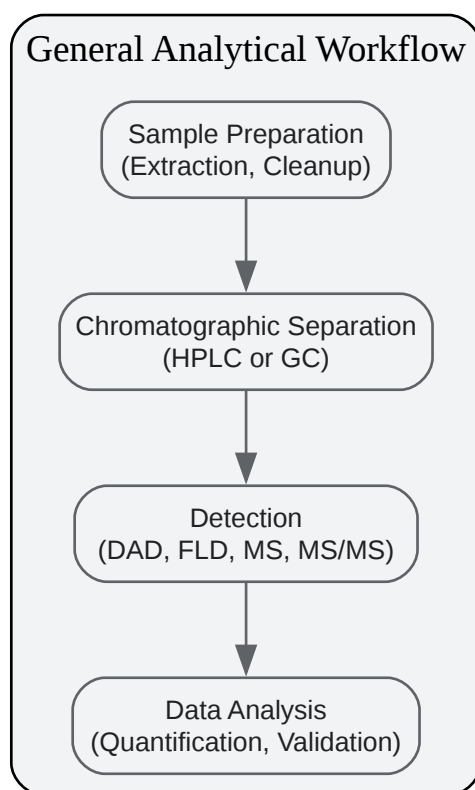 General Analytical Workflow
Sample Preparation
(Extraction, Cleanup)
Chromatographic Separation
(HPLC or GC)
Detection
(DAD, FLD, MS, MS/MS)
Data Analysis
(Quantification, Validation)